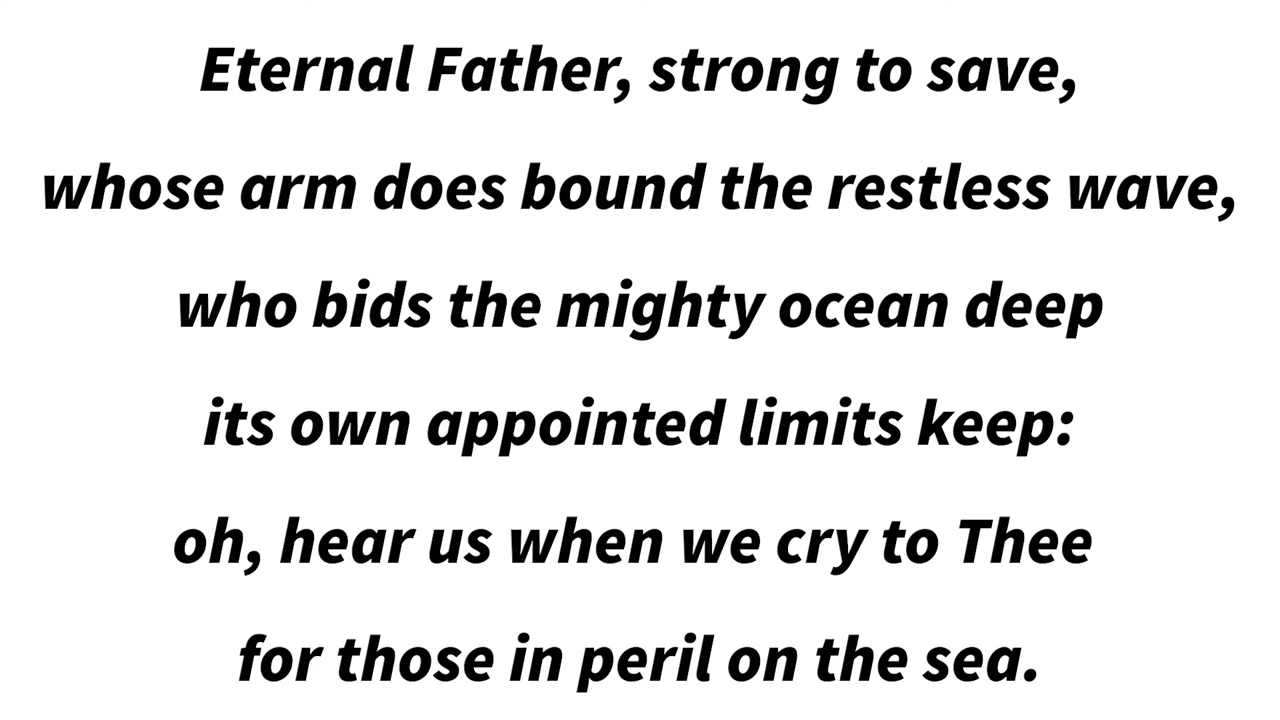 Eternal Father, strong to save,
whose arm does bound the restless wave,
who bids the mighty ocean deep
its own appointed limits keep:
oh, hear us when we cry to Thee
for those in peril on the sea.